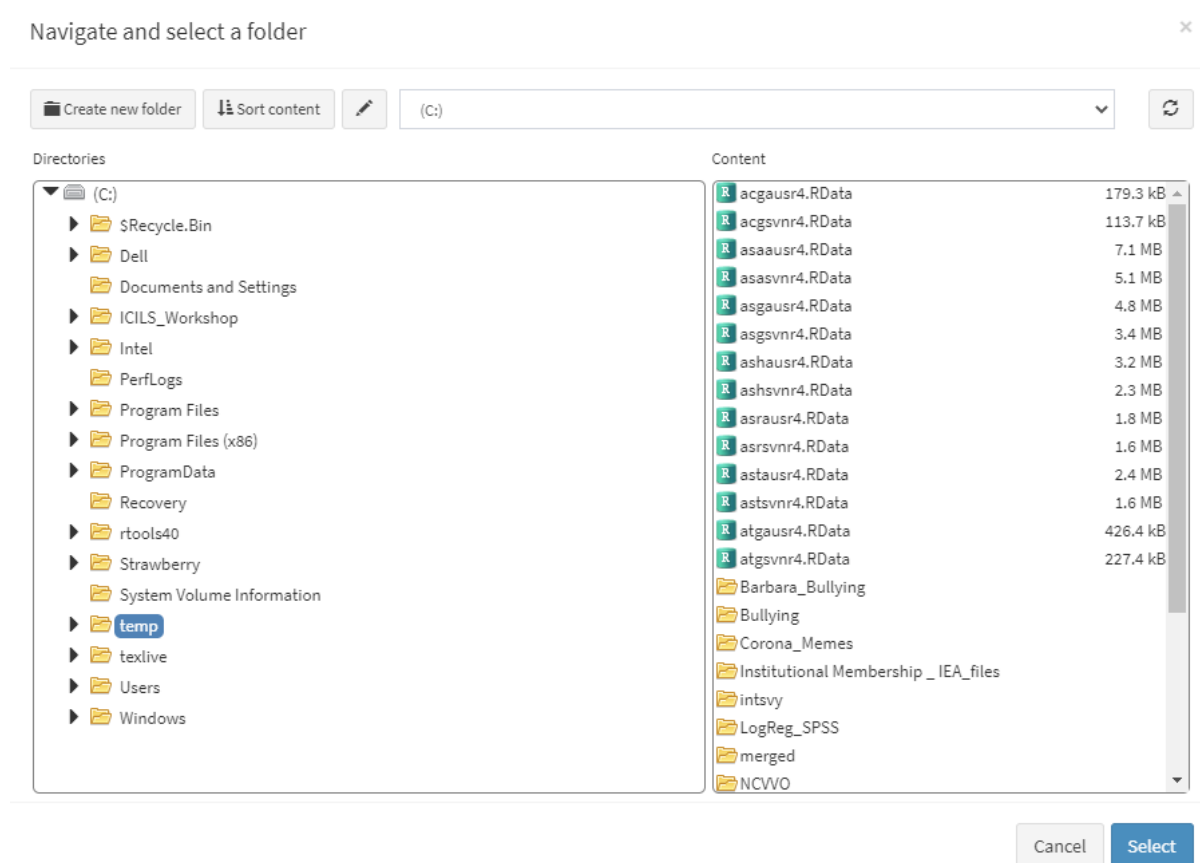 Navigate and select a folder ×
Create new folder Sort content (C:)
Directories
(C:)
$Recycle.Bin
Dell
Documents and Settings
ICILS_Workshop
Intel
PerfLogs
Program Files
Program Files (x86)
ProgramData
Recovery
rtools40
Strawberry
System Volume Information
temp
texlive
Users
Windows
Content
R acgausr4.RData 179.3 kB
R acgsvnr4.RData 113.7 kB
R asaausr4.RData 7.1 MB
R asasvnr4.RData 5.1 MB
R asgausr4.RData 4.8 MB
R asgsvnr4.RData 3.4 MB
R ashausr4.RData 3.2 MB
R ashsvnr4.RData 2.3 MB
R asrausr4.RData 1.8 MB
R asrsvnr4.RData 1.6 MB
R astausr4.RData 2.4 MB
R astsvnr4.RData 1.6 MB
R atgausr4.RData 426.4 kB
R atgsvnr4.RData 227.4 kB
Barbara_Bullying
Bullying
Corona_Memes
Institutional Membership _ IEA_files
intsvy
LogReg_SPSS
merged
NCVVO
Cancel Select